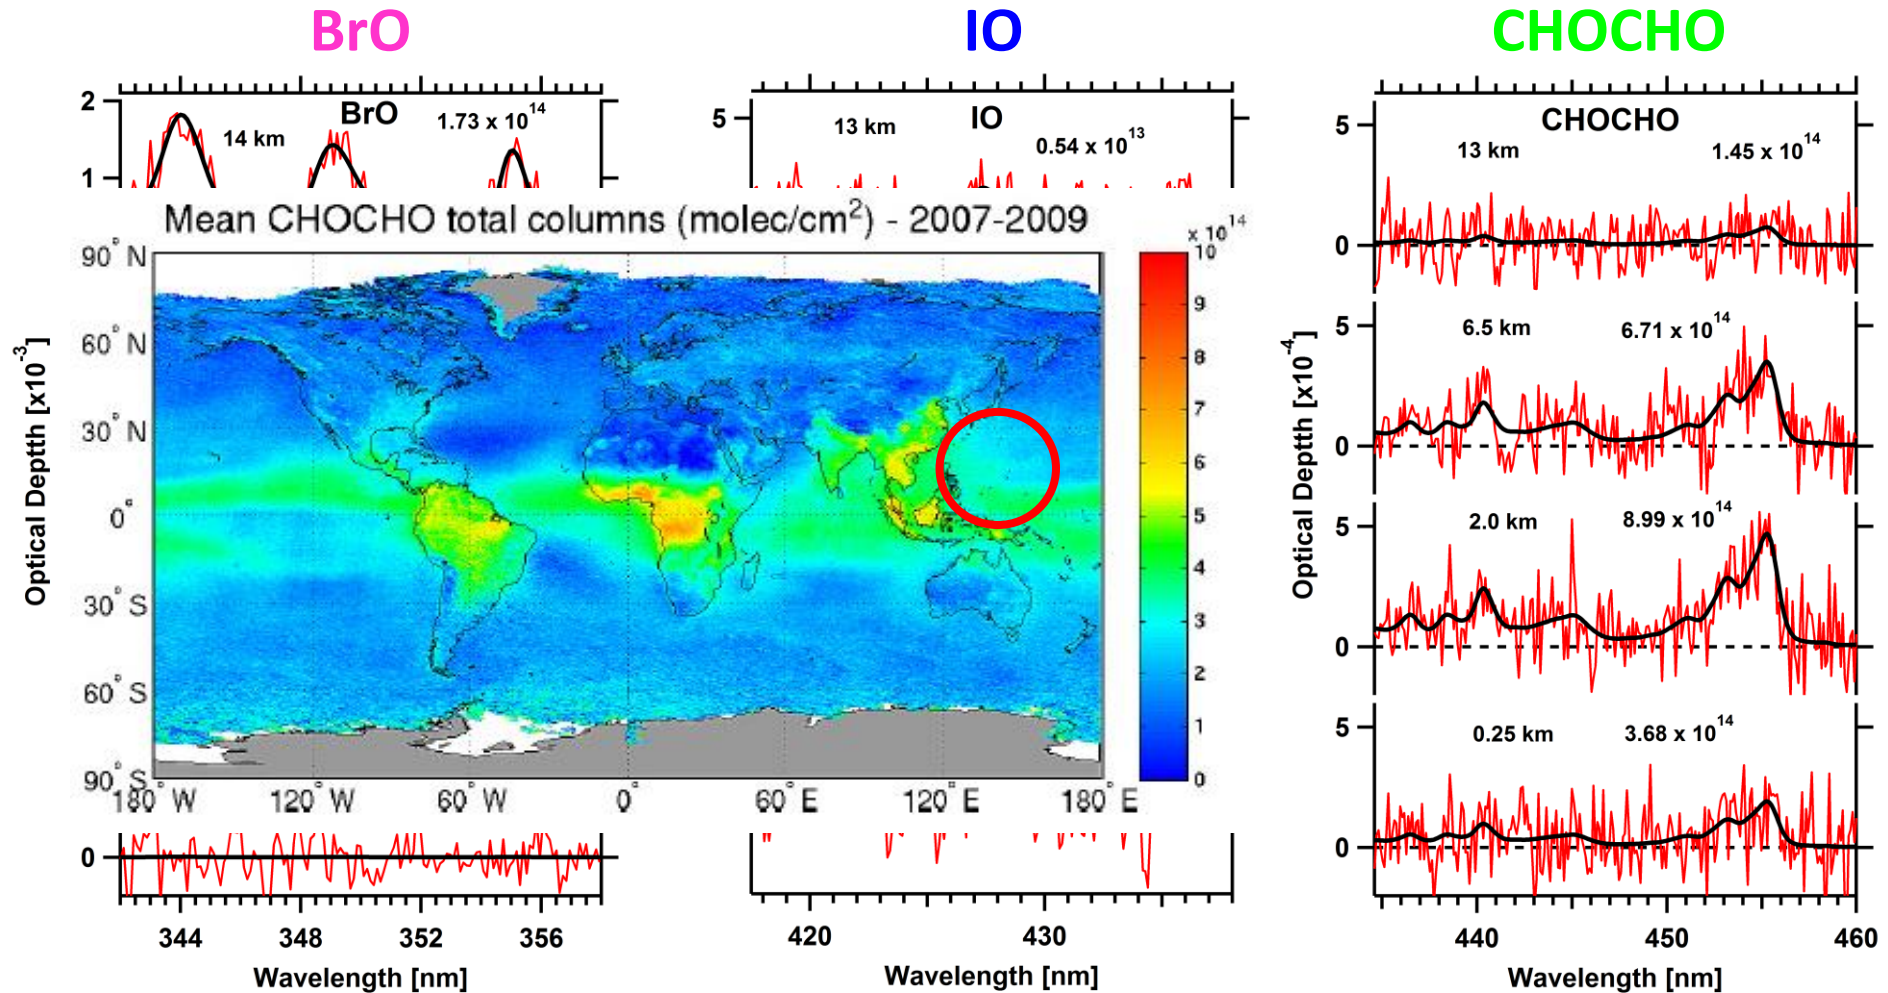 BrO
IO
CHOCHO
2
1
BrO
14 km
1.73 x 10^14
5
13 km
IO
0.54 x 10^13
Mean CHOCHO total columns (molec/cm^2) - 2007-2009
x 10^14
90° N
60° N
30° N
0°
30° S
60° S
90° S
180° W
120° W
60° W
0°
60° E
120° E
180° E
10
9
8
7
6
5
4
3
2
1
0
Optical Depth [x10^-3]
0
344
348
352
356
Wavelength [nm]
420
430
Wavelength [nm]
Optical Depth [x10^-4]
5
CHOCHO
13 km
1.45 x 10^14
0
5
6.5 km
6.71 x 10^14
0
5
2.0 km
8.99 x 10^14
0
5
0.25 km
3.68 x 10^14
0
440
450
460
Wavelength [nm]